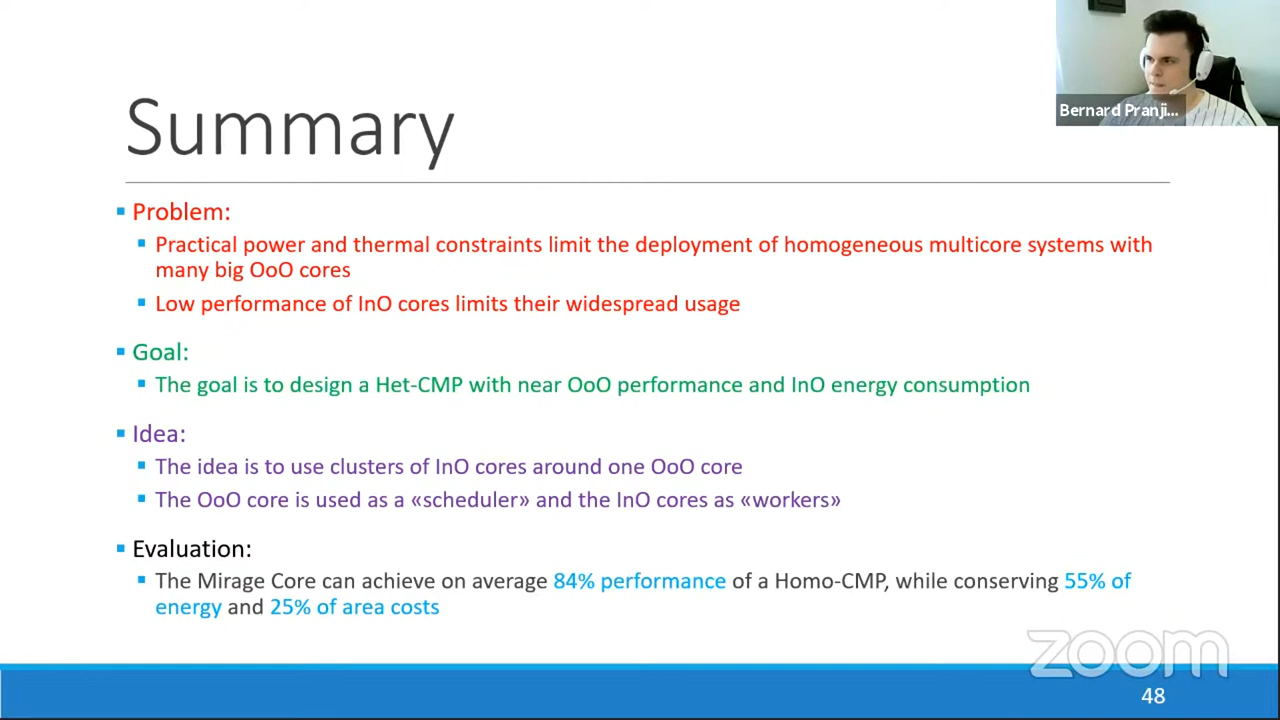 Bernard Pranji...
Summary
Problem:
Practical power and thermal constraints limit the deployment of homogeneous multicore systems with
many big OoO cores
Low performance of InO cores limits their widespread usage
Goal:
The goal is to design a Het-CMP with near OoO performance and InO energy consumption
Idea:
The idea is to use clusters of InO cores around one OoO core
The OoO core is used as a «scheduler» and the InO cores as «workers»
Evaluation:
The Mirage Core can achieve on average 84% performance of a Homo-CMP, while conserving 55% of
energy and 25% of area costs
zoom
48